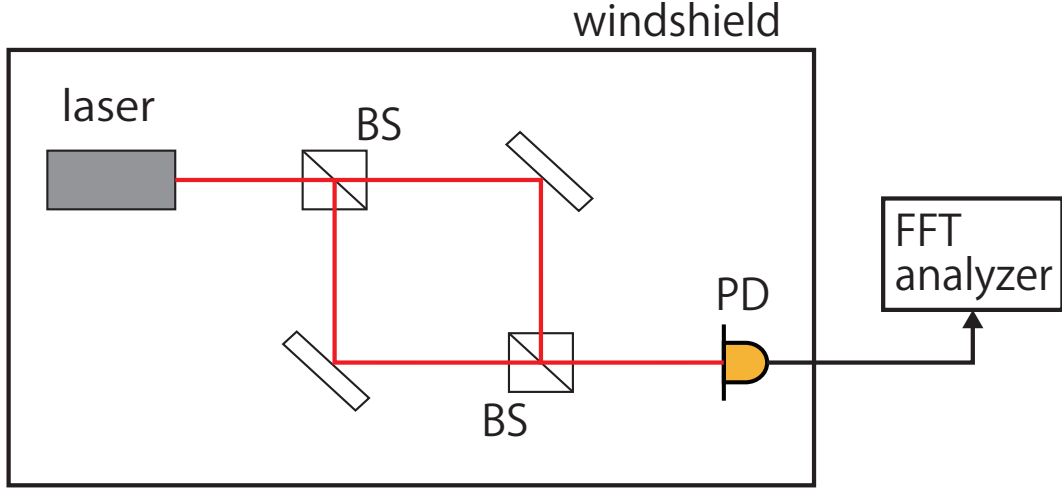 windshield
laser
BS
FFT
analyzer
PD
BS